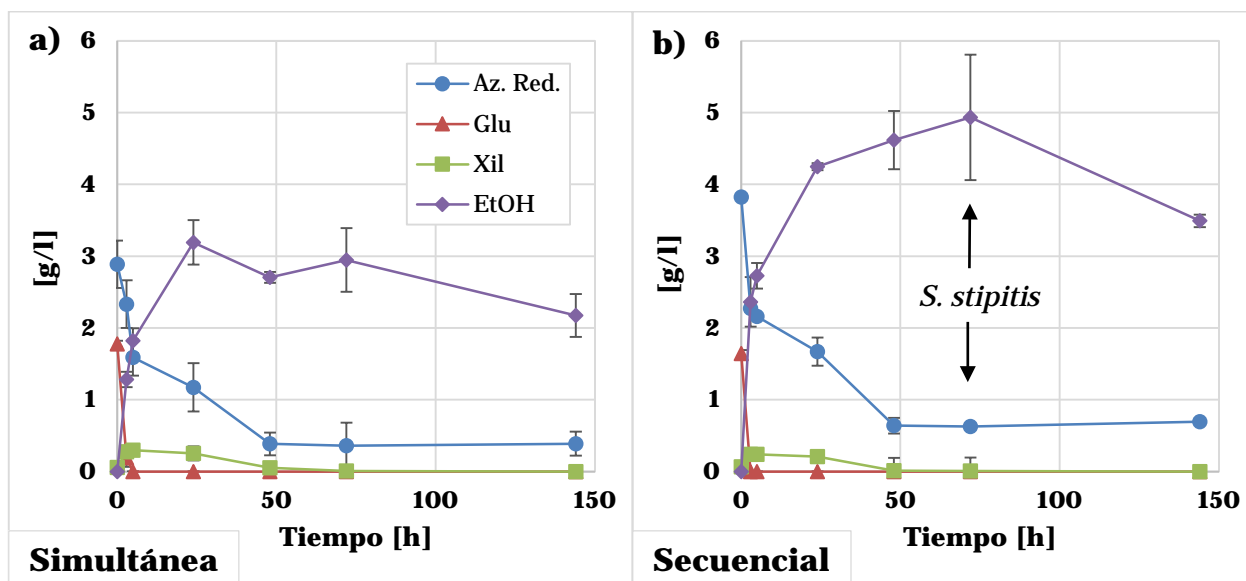 a)
6
5
4
3
2
1
0
[g/l]
Az. Red.
Glu
Xil
EtOH
0 50 100 150
Tiempo [h]
Simultánea
b)
6
5
4
3
2
1
0
[g/l]
S. stipitis
0 50 100 150
Tiempo [h]
Secuencial